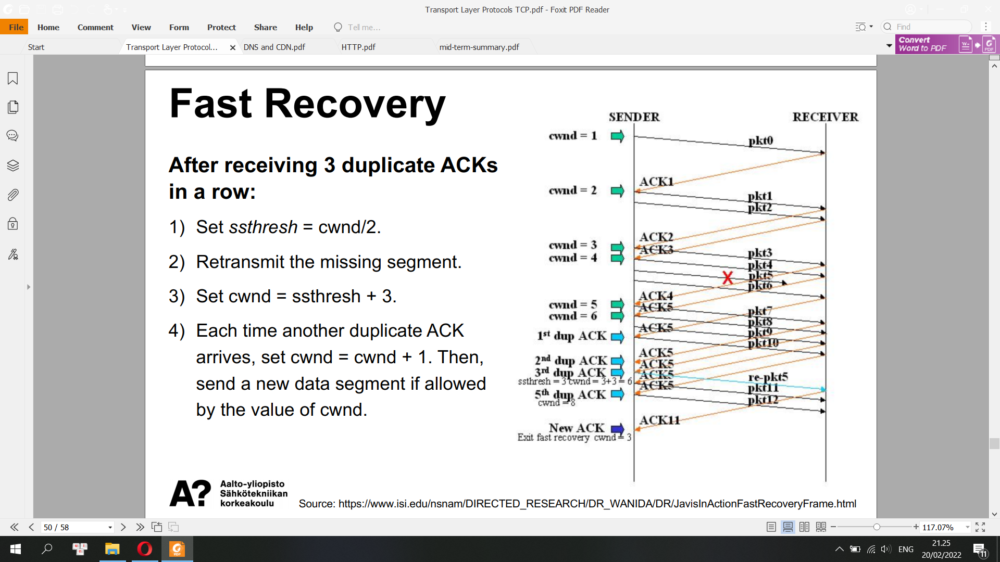 Transport Layer Protocols TCP.pdf - Foxit PDF Reader
File Home Comment View Form Protect Share Help Tell me... Find
Start Transport Layer Protocol... DNS and CDN.pdf HTTP.pdf mid-term-summary.pdf
Convert
Word to PDF
Fast Recovery
After receiving 3 duplicate ACKs
in a row:
1) Set ssthresh = cwnd/2.
2) Retransmit the missing segment.
3) Set cwnd = ssthresh + 3.
4) Each time another duplicate ACK
arrives, set cwnd = cwnd + 1. Then,
send a new data segment if allowed
by the value of cwnd.
SENDER RECEIVER
cwnd = 1
pkt0
ACK1
cwnd = 2
pkt1
pkt2
ACK2
cwnd = 3
ACK3
cwnd = 4
pkt3
pkt4
X pkt5
pkt6
ACK4
cwnd = 5
ACK5
cwnd = 6
pkt7
pkt8
ACK5
pkt9
1st dup ACK
pkt10
ACK5
2nd dup ACK
ACK5
3rd dup ACK
ACK5
re-pkt5
ssthresh = 3 cwnd = 3+3 = 6
ACK5
pkt11
5th dup ACK
pkt12
cwnd = 8
ACK11
New ACK
Exit fast recovery cwnd = 3
A?
Aalto-yliopisto
Sähkötekniikan
korkeakoulu
Source: https://www.isi.edu/nsnam/DIRECTED_RESEARCH/DR_WANIDA/DR/JavisInActionFastRecoveryFrame.html
50 / 58
117.07%
PDF
ENG
21.25
20/02/2022
11